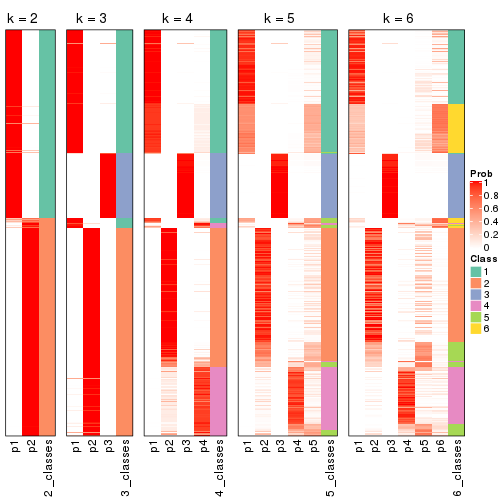 k = 2
k = 3
k = 4
k = 5
k = 6
Prob
1
0.8
0.6
0.4
0.2
0
Class
1
2
3
4
5
6
p1
p2
2_classes
p1
p2
p3
3_classes
p1
p2
p3
p4
4_classes
p1
p2
p3
p4
p5
5_classes
p1
p2
p3
p4
p5
p6
6_classes